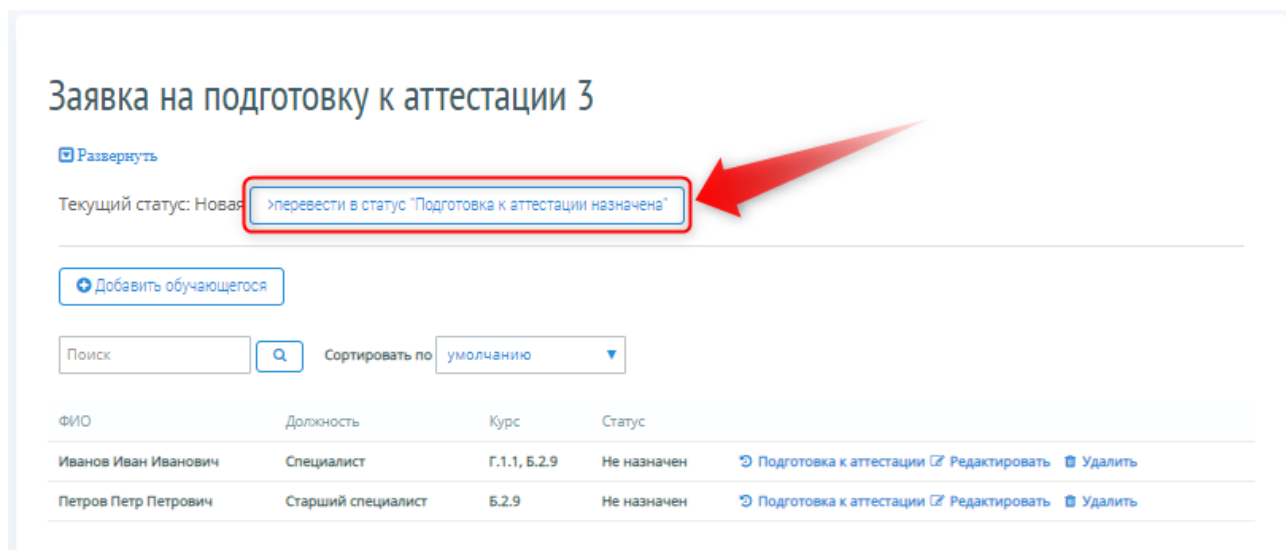 Заявка на подготовку к аттестации 3
Развернуть
Текущий статус: Новая >перевести в статус "Подготовка к аттестации назначена"
Добавить обучающегося
Поиск Сортировать по умолчанию
ФИО Должность Курс Статус
Иванов Иван Иванович Специалист Г.1.1, Б.2.9 Не назначен Подготовка к аттестации Редактировать Удалить
Петров Петр Петрович Старший специалист Б.2.9 Не назначен Подготовка к аттестации Редактировать Удалить